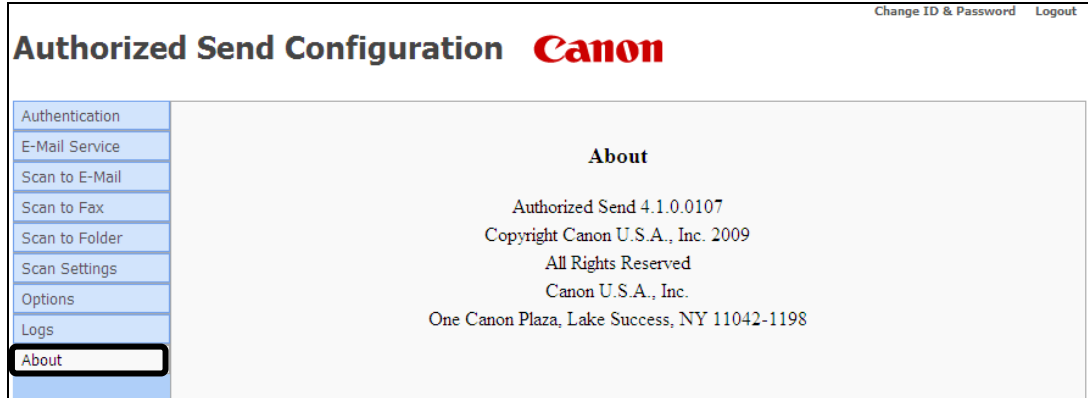 Change ID & Password Logout
Authorized Send Configuration Canon
Authentication
E-Mail Service
Scan to E-Mail
Scan to Fax
Scan to Folder
Scan Settings
Options
Logs
About
About
Authorized Send 4.1.0.0107
Copyright Canon U.S.A., Inc. 2009
All Rights Reserved
Canon U.S.A., Inc.
One Canon Plaza, Lake Success, NY 11042-1198